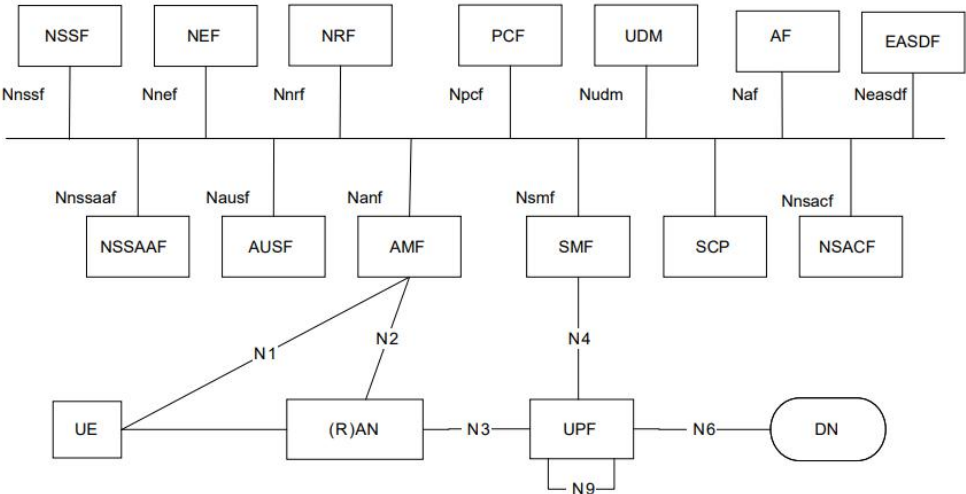 NSSF
NEF
NRF
PCF
UDM
AF
EASDF
Nnssf
Nnef
Nnrf
Npcf
Nudm
Naf
Neasdf
Nnssaaf
Nausf
Nanf
Nsmf
Nnsacf
NSSAAF
AUSF
AMF
SMF
SCP
NSACF
N1
N2
N4
UE
(R)AN
N3
UPF
N6
DN
N9